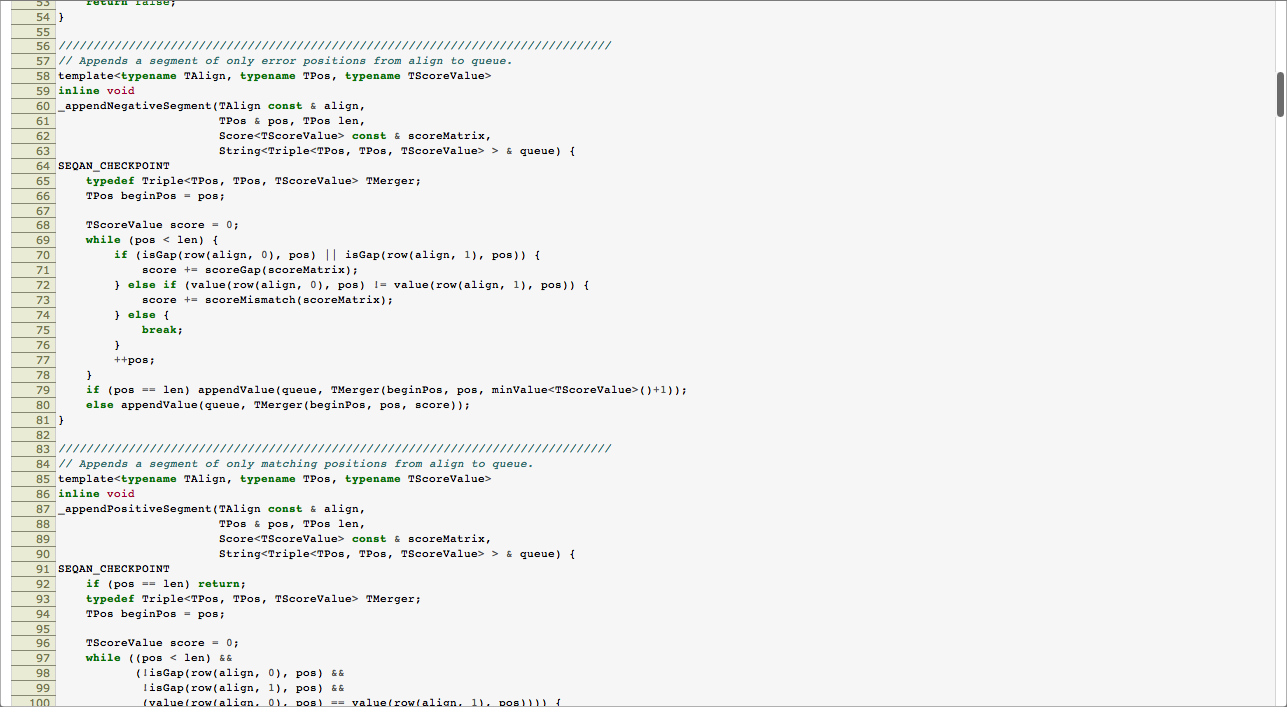 53     return false;
54 }
55
56 ///////////////////////////////////////////////////////////////////////////////
57 // Appends a segment of only error positions from align to queue.
58 template<typename TAlign, typename TPos, typename TScoreValue>
59 inline void
60 _appendNegativeSegment(TAlign const & align,
61                        TPos & pos, TPos len,
62                        Score<TScoreValue> const & scoreMatrix,
63                        String<Triple<TPos, TPos, TScoreValue> > & queue) {
64 SEQAN_CHECKPOINT
65     typedef Triple<TPos, TPos, TScoreValue> TMerger;
66     TPos beginPos = pos;
67
68     TScoreValue score = 0;
69     while (pos < len) {
70         if (isGap(row(align, 0), pos) || isGap(row(align, 1), pos)) {
71             score += scoreGap(scoreMatrix);
72         } else if (value(row(align, 0), pos) != value(row(align, 1), pos)) {
73             score += scoreMismatch(scoreMatrix);
74         } else {
75             break;
76         }
77         ++pos;
78     }
79     if (pos == len) appendValue(queue, TMerger(beginPos, pos, minValue<TScoreValue>()+1));
80     else appendValue(queue, TMerger(beginPos, pos, score));
81 }
82
83 ///////////////////////////////////////////////////////////////////////////////
84 // Appends a segment of only matching positions from align to queue.
85 template<typename TAlign, typename TPos, typename TScoreValue>
86 inline void
87 _appendPositiveSegment(TAlign const & align,
88                        TPos & pos, TPos len,
89                        Score<TScoreValue> const & scoreMatrix,
90                        String<Triple<TPos, TPos, TScoreValue> > & queue) {
91 SEQAN_CHECKPOINT
92     if (pos == len) return;
93     typedef Triple<TPos, TPos, TScoreValue> TMerger;
94     TPos beginPos = pos;
95
96     TScoreValue score = 0;
97     while ((pos < len) &&
98            (!isGap(row(align, 0), pos) &&
99             !isGap(row(align, 1), pos) &&
100            (value(row(align, 0), pos) == value(row(align, 1), pos)))) {